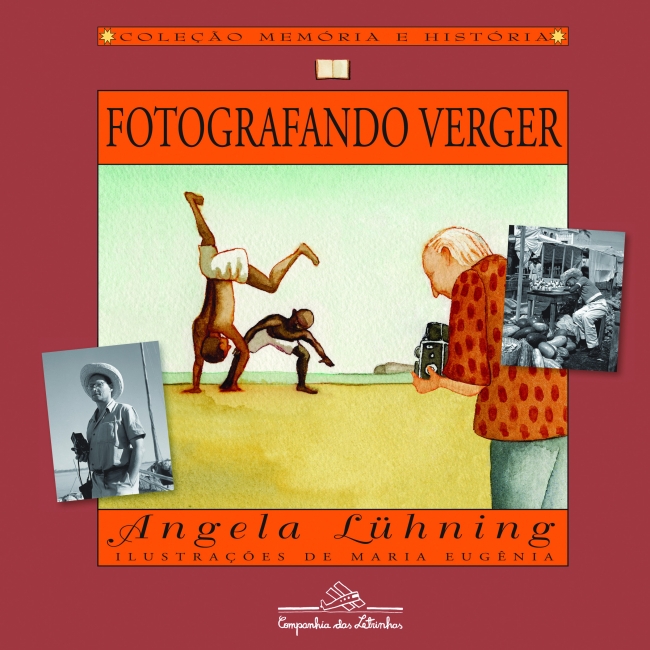 COLEÇÃO MEMÓRIA E HISTÓRIA
FOTOGRAFANDO VERGER
Angela Lühning
ILUSTRAÇÕES DE MARIA EUGÊNIA
Companhia das Letrinhas